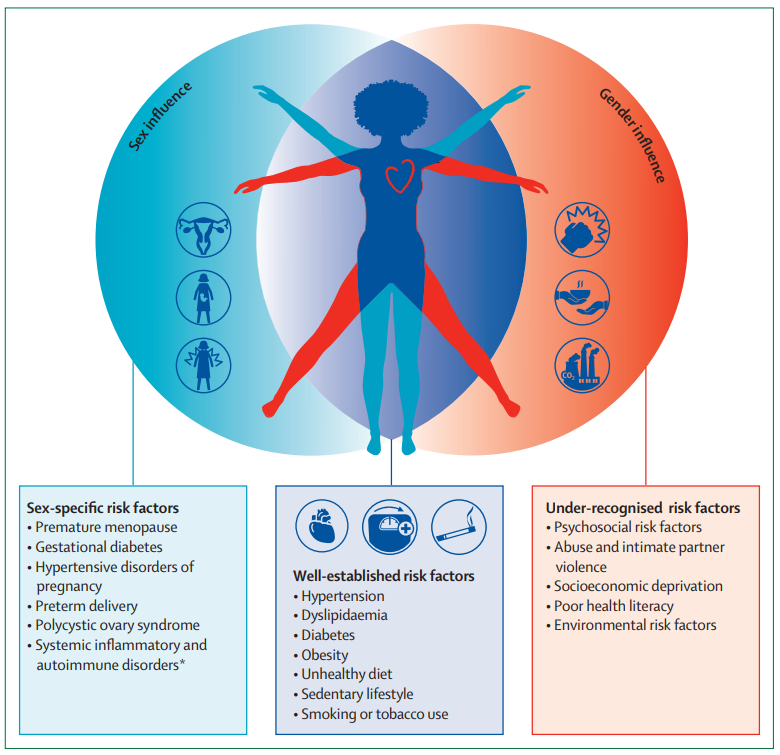 Sex influence
Gender influence
CO₂
Sex-specific risk factors
• Premature menopause
• Gestational diabetes
• Hypertensive disorders of
pregnancy
• Preterm delivery
• Polycystic ovary syndrome
• Systemic inflammatory and
autoimmune disorders*
Well-established risk factors
• Hypertension
• Dyslipidaemia
• Diabetes
• Obesity
• Unhealthy diet
• Sedentary lifestyle
• Smoking or tobacco use
Under-recognised risk factors
• Psychosocial risk factors
• Abuse and intimate partner
violence
• Socioeconomic deprivation
• Poor health literacy
• Environmental risk factors